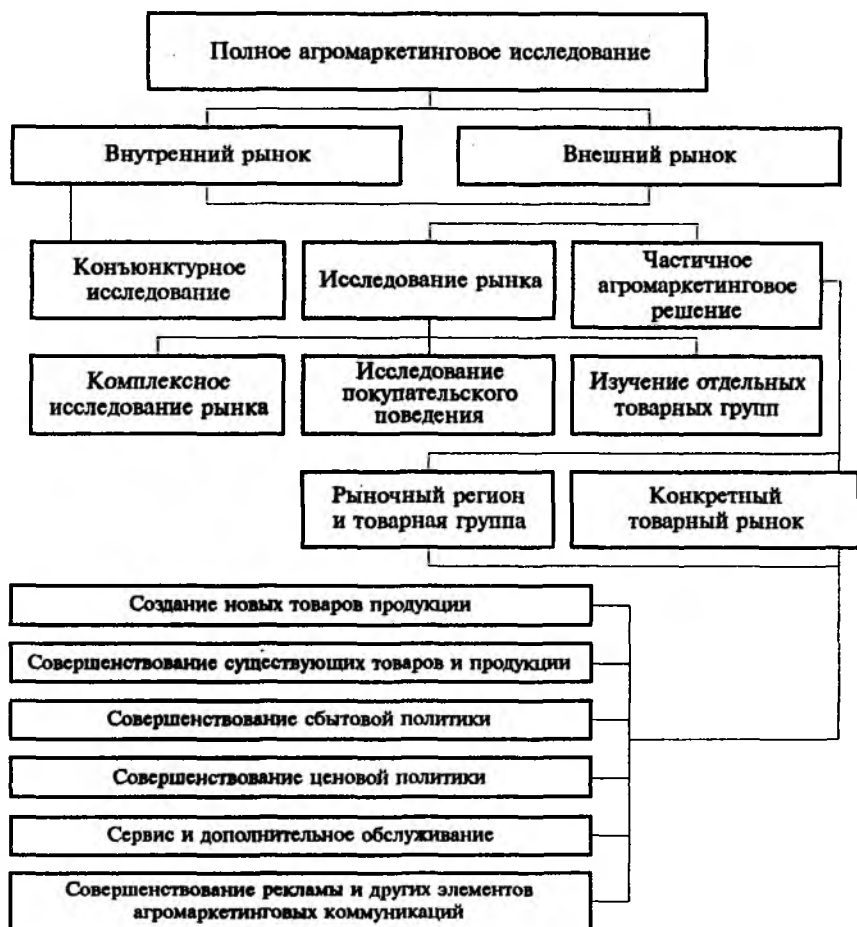 Полное агромаркетинговое исследование
Внутренний рынок
Внешний рынок
Конъюнктурное
исследование
Исследование рынка
Частичное
агромаркетинговое
решение
Комплексное
исследование рынка
Исследование
покупательского
поведения
Изучение отдельных
товарных групп
Рыночный регион
и товарная группа
Конкретный
товарный рынок
Создание новых товаров продукции
Совершенствование существующих товаров и продукции
Совершенствование сбытовой политики
Совершенствование ценовой политики
Сервис и дополнительное обслуживание
Совершенствование рекламы и других элементов
агромаркетинговых коммуникаций